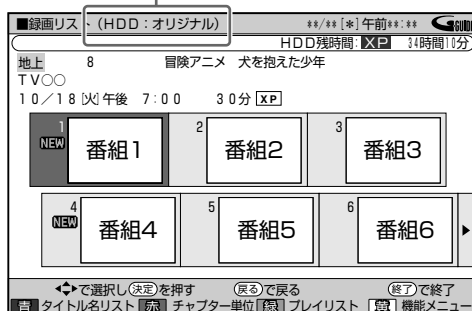 ■録画リスト（HDD：オリジナル） **/**［*］午前**:** GGUIDE
HDD残時間：XP 34時間10分
地上 8 冒険アニメ 犬を抱えた少年
TV○○
10／18［火］午後 7：00 30分 XP
1 2 3
NEW 番組1 番組2 番組3
4 5 6
NEW 番組4 番組5 番組6
で選択し決定を押す 戻るで戻る 終了で終了
青 タイトル名リスト 赤 チャプター単位 緑 プレイリスト 黄 機能メニュー